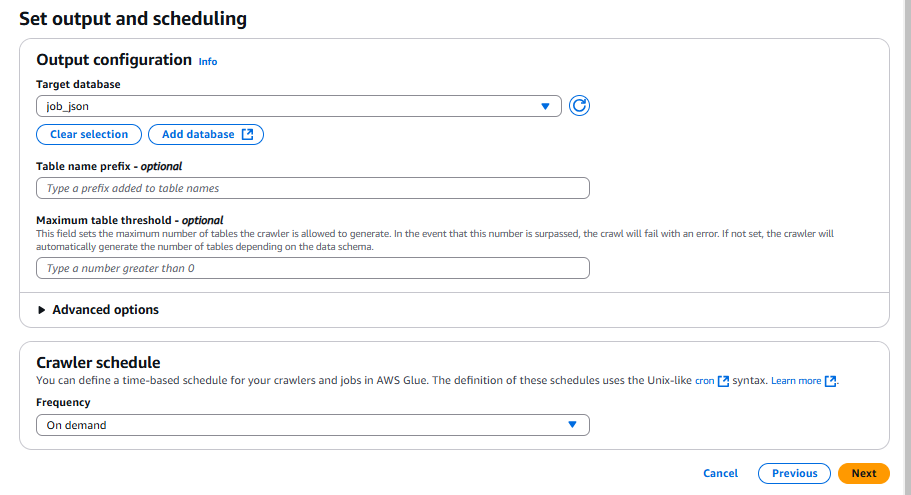 Set output and scheduling
Output configuration Info
Target database
job_json
Clear selection Add database
Table name prefix - optional
Type a prefix added to table names
Maximum table threshold - optional
This field sets the maximum number of tables the crawler is allowed to generate. In the event that this number is surpassed, the crawl will fail with an error. If not set, the crawler will
automatically generate the number of tables depending on the data schema.
Type a number greater than 0
Advanced options
Crawler schedule
You can define a time-based schedule for your crawlers and jobs in AWS Glue. The definition of these schedules uses the Unix-like cron syntax. Learn more.
Frequency
On demand
Cancel Previous Next